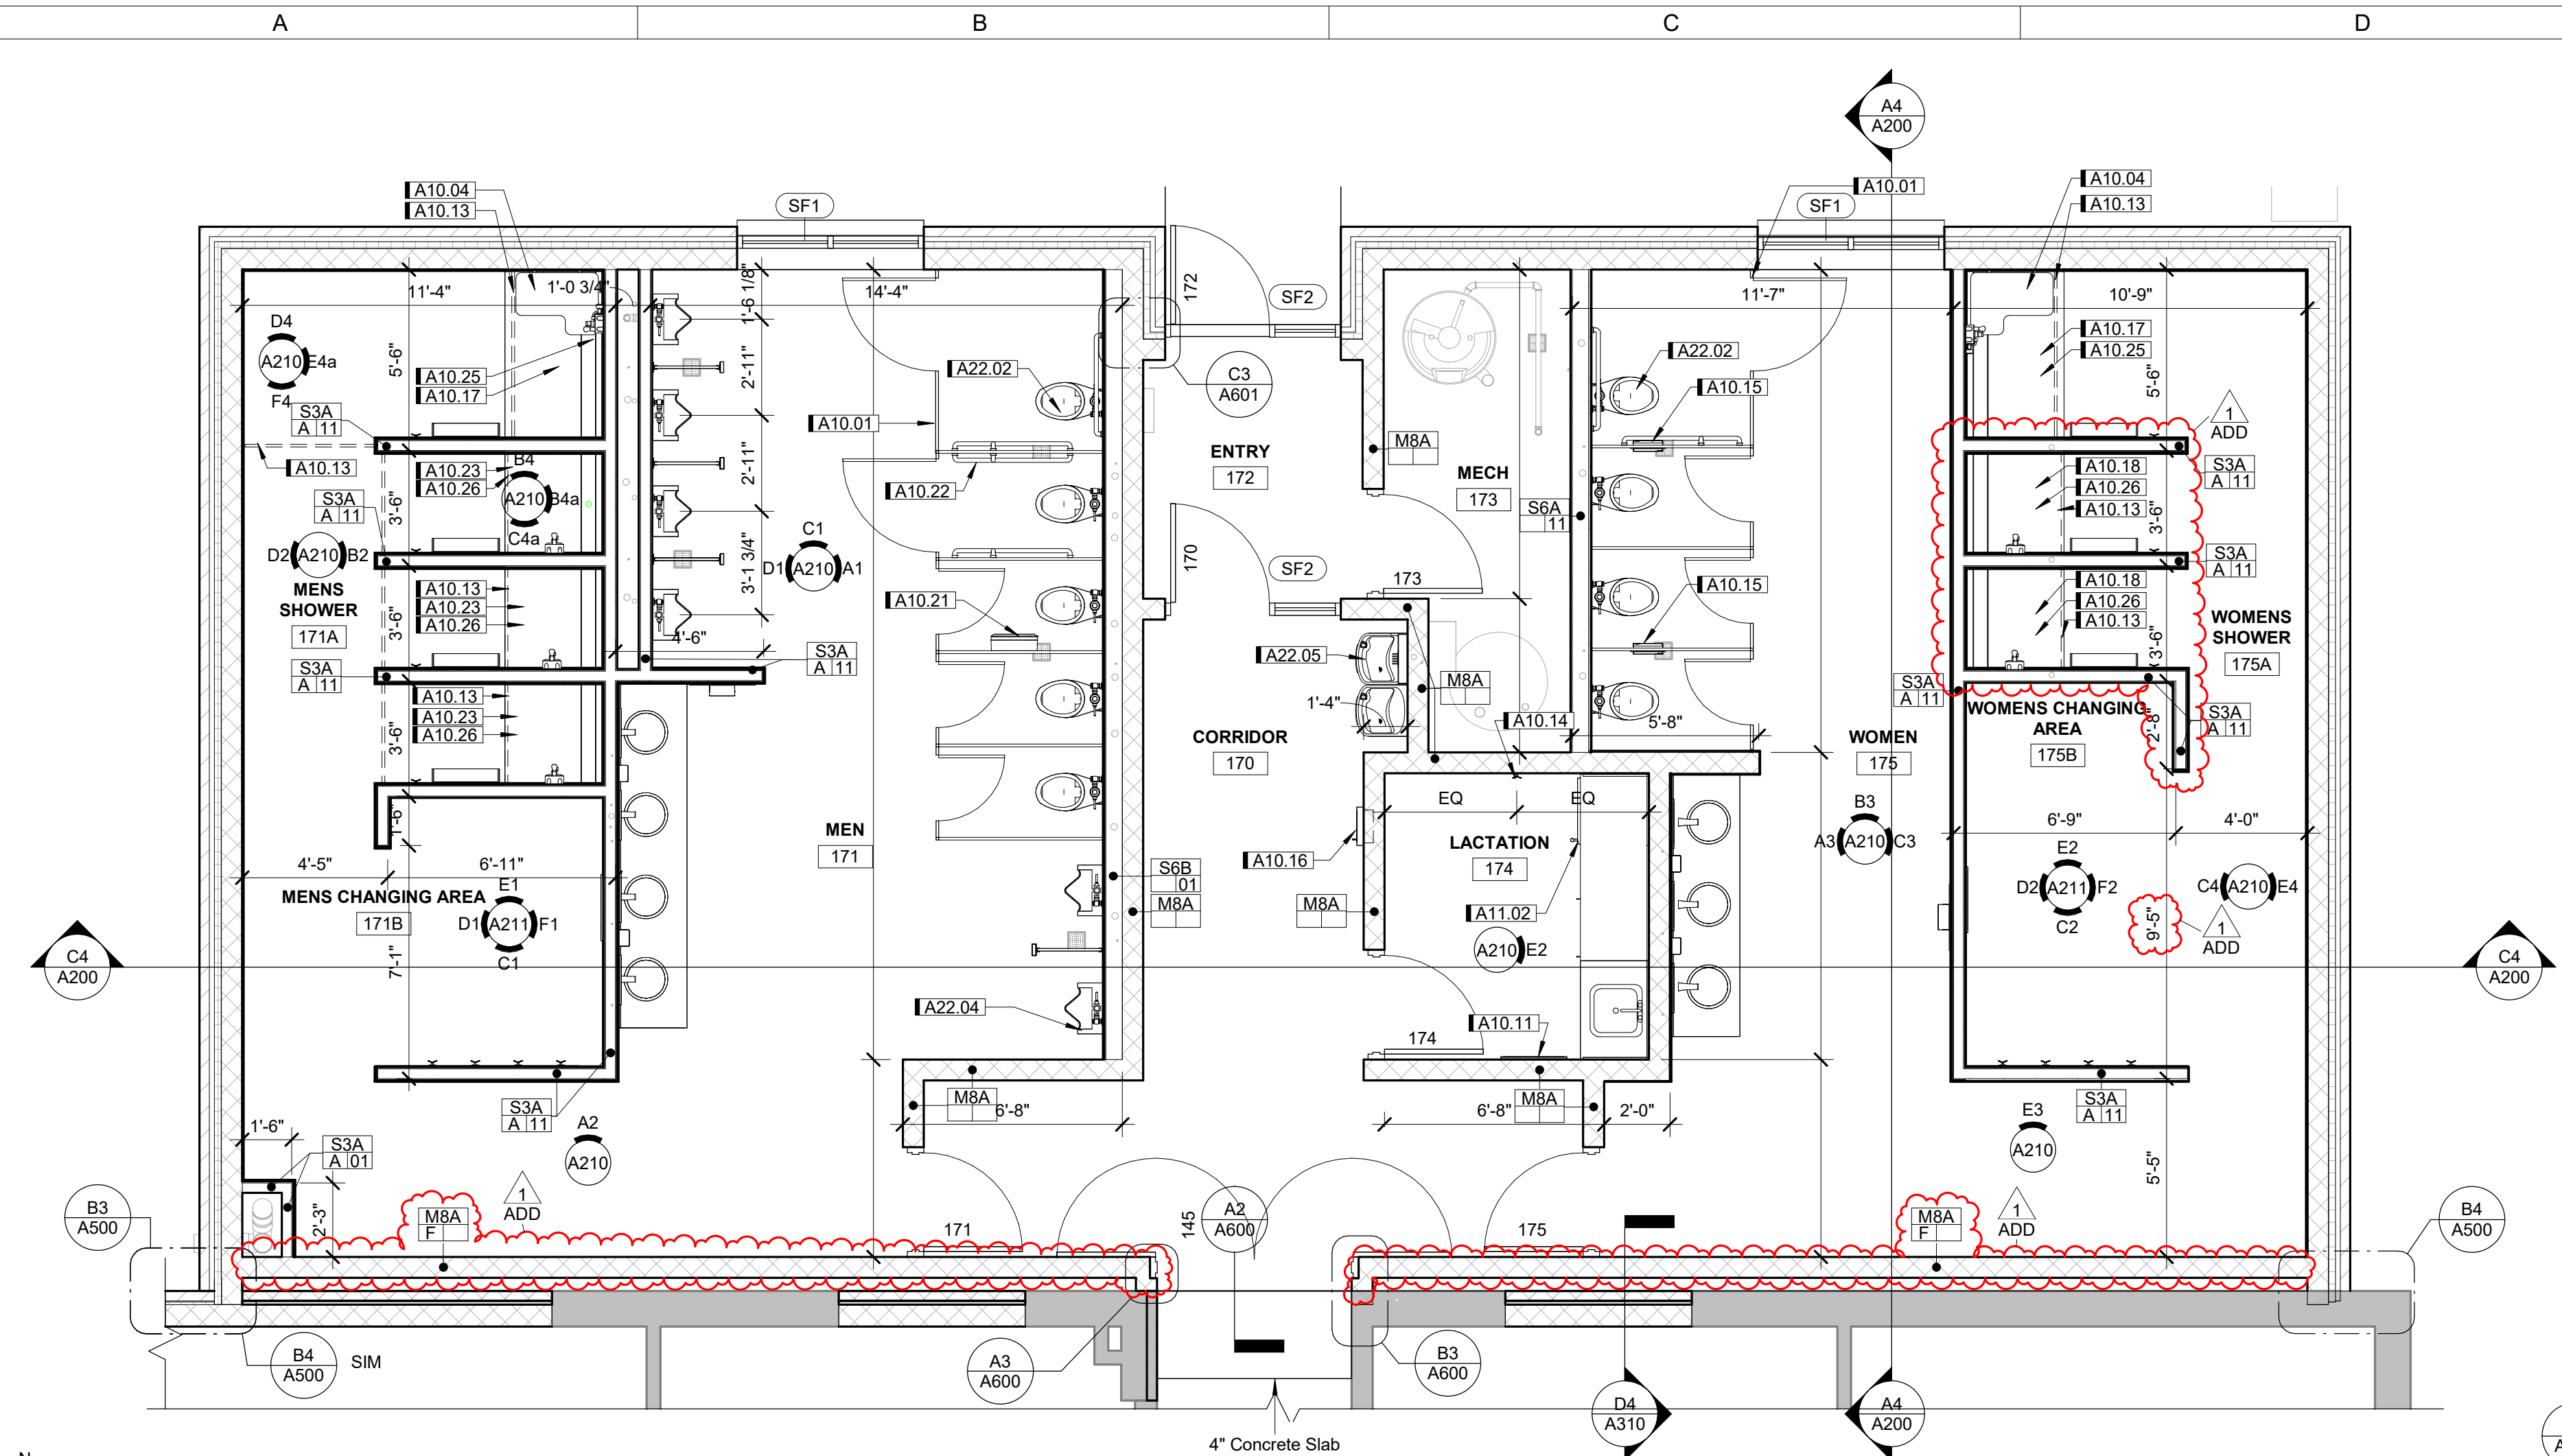 A
B
C
D
A4
A200
A10.04
A10.13
SF1
A10.01
SF1
A10.04
A10.13
172
SF2
11'-4"
1'-0 3/4"
1'-6 1/8"
14'-4"
11'-7"
10'-9"
D4
A210
E4a
F4
5'-6"
A10.25
A10.17
2'-11"
A22.02
A10.01
C3
A601
A22.02
A10.15
A10.17
A10.25
5'-6"
1
ADD
S3A
A 11
A10.13
A10.23
A10.26
B4
A210
B4a
C4a
2'-11"
A10.22
ENTRY
172
M8A
MECH
173
S6A
11
A10.18
A10.26
A10.13
3'-6"
S3A
A 11
S3A
A 11
3'-6"
D2
A210
B2
MENS
SHOWER
171A
A10.13
A10.23
A10.26
3'-6"
3'-1 3/4"
C1
D1
A210
A1
A10.21
170
SF2
173
A10.15
A10.18
A10.26
A10.13
3'-6"
S3A
A 11
WOMENS
SHOWER
175A
S3A
A 11
A10.13
A10.23
A10.26
3'-6"
4'-6"
S3A
A 11
A22.05
1'-4"
M8A
A10.14
5'-8"
S3A
A 11
WOMENS CHANGING
AREA
175B
2'-8"
S3A
A 11
CORRIDOR
170
WOMEN
175
1'-6"
MEN
171
EQ
EQ
LACTATION
174
A10.16
B3
A3
A210
C3
6'-9"
4'-0"
4'-5"
6'-11"
MENS CHANGING AREA
171B
E1
D1
A211
F1
C1
7'-1"
S6B
01
M8A
M8A
A11.02
A210
E2
E2
D2
A211
F2
C2
C4
A210
E4
9'-5"
1
ADD
C4
A200
C4
A200
A22.04
A10.11
174
S3A
A 11
M8A
6'-8"
6'-8"
M8A
2'-0"
S3A
A 11
1'-6"
S3A
A 01
A2
A210
E3
A210
5'-5"
B3
A500
2'-3"
M8A
F
1
ADD
171
145
A2
A600
175
M8A
F
1
ADD
B4
A500
B4
A500
SIM
A3
A600
B3
A600
D4
A310
A4
A200
4" Concrete Slab